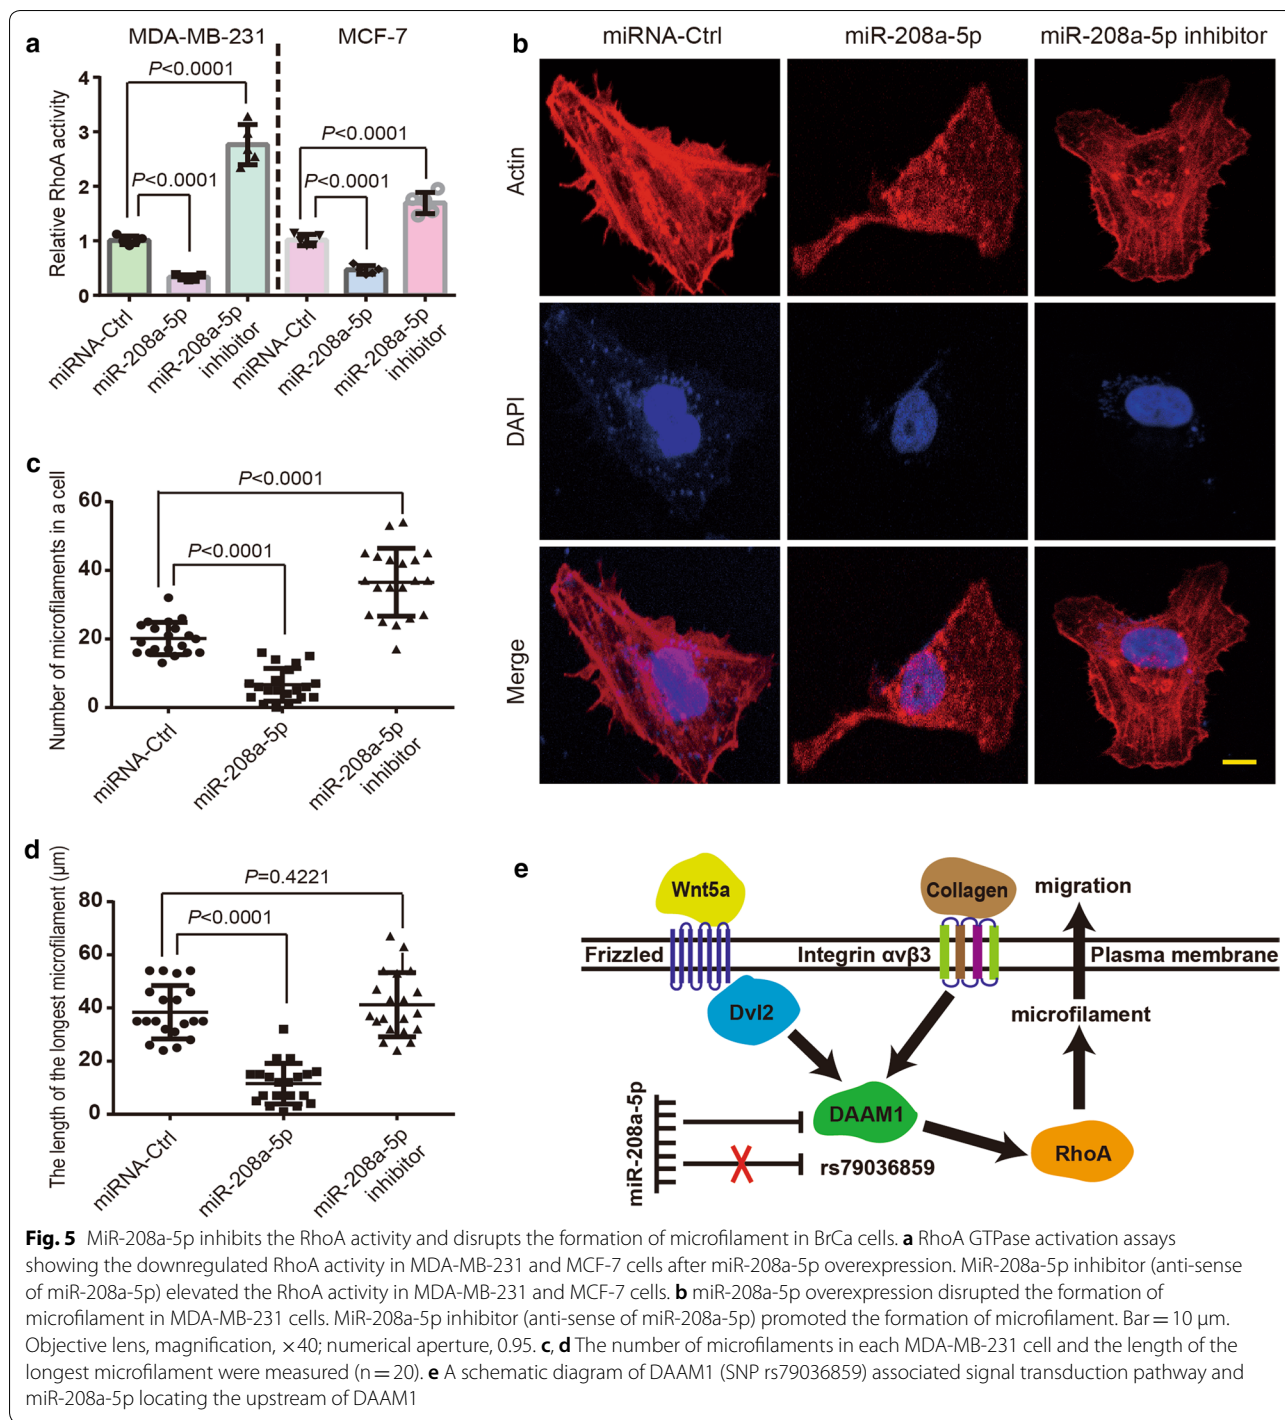 a
MDA-MB-231
MCF-7
P<0.0001
P<0.0001
P<0.0001
P<0.0001
Relative RhoA activity
4
3
2
1
0
miRNA-Ctrl
miR-208a-5p
miR-208a-5p
inhibitor
miRNA-Ctrl
miR-208a-5p
miR-208a-5p
inhibitor
b
miRNA-Ctrl
miR-208a-5p
miR-208a-5p inhibitor
Actin
DAPI
Merge
c
Number of microfilaments in a cell
P<0.0001
P<0.0001
60
40
20
0
miRNA-Ctrl
miR-208a-5p
miR-208a-5p
inhibitor
d
The length of the longest microfilament (μm)
P=0.4221
P<0.0001
80
60
40
20
0
miRNA-Ctrl
miR-208a-5p
miR-208a-5p
inhibitor
e
Wnt5a
Collagen
migration
Frizzled
Integrin αvβ3
Plasma membrane
Dvl2
microfilament
miR-208a-5p
DAAM1
RhoA
rs79036859
Fig. 5 MiR-208a-5p inhibits the RhoA activity and disrupts the formation of microfilament in BrCa cells. a RhoA GTPase activation assays
showing the downregulated RhoA activity in MDA-MB-231 and MCF-7 cells after miR-208a-5p overexpression. MiR-208a-5p inhibitor (anti-sense
of miR-208a-5p) elevated the RhoA activity in MDA-MB-231 and MCF-7 cells. b miR-208a-5p overexpression disrupted the formation of
microfilament in MDA-MB-231 cells. MiR-208a-5p inhibitor (anti-sense of miR-208a-5p) promoted the formation of microfilament. Bar = 10 μm.
Objective lens, magnification, ×40; numerical aperture, 0.95. c, d The number of microfilaments in each MDA-MB-231 cell and the length of the
longest microfilament were measured (n = 20). e A schematic diagram of DAAM1 (SNP rs79036859) associated signal transduction pathway and
miR-208a-5p locating the upstream of DAAM1